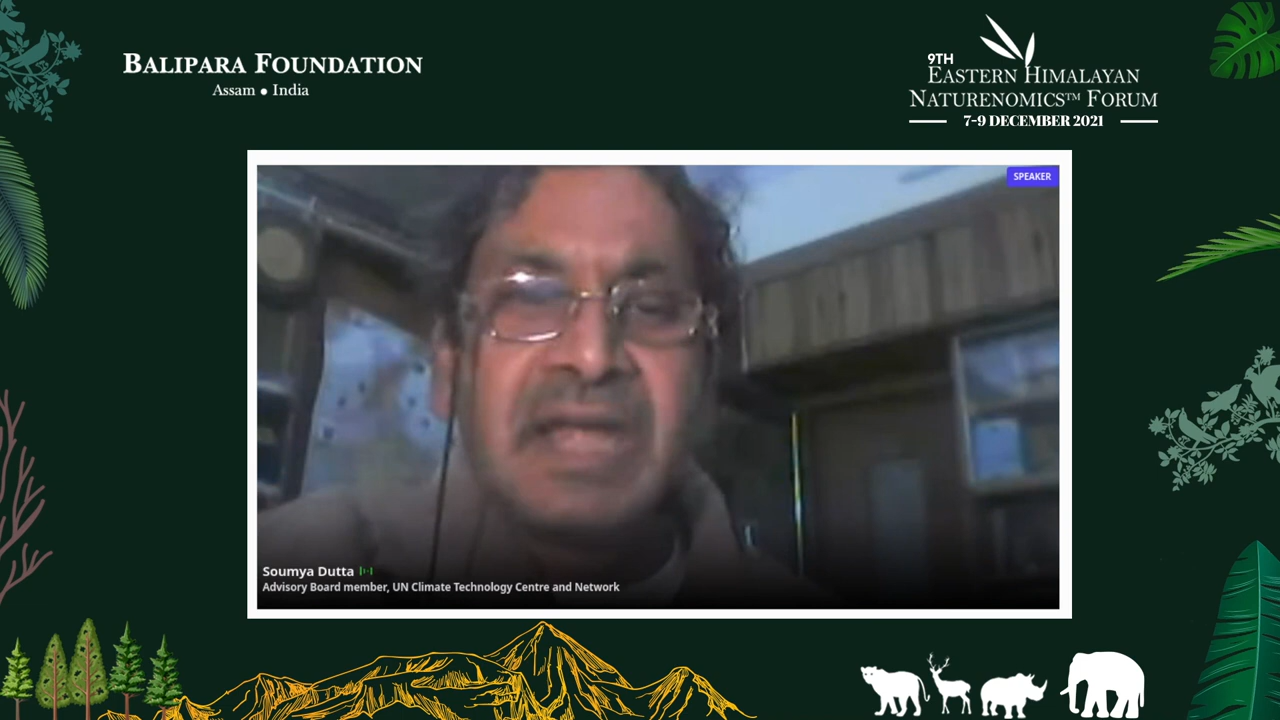 BALIPARA FOUNDATION
Assam • India
9TH
EASTERN HIMALAYAN
NATURENOMICS™ FORUM
7-9 DECEMBER 2021
SPEAKER
Soumya Dutta
Advisory Board member, UN Climate Technology Centre and Network